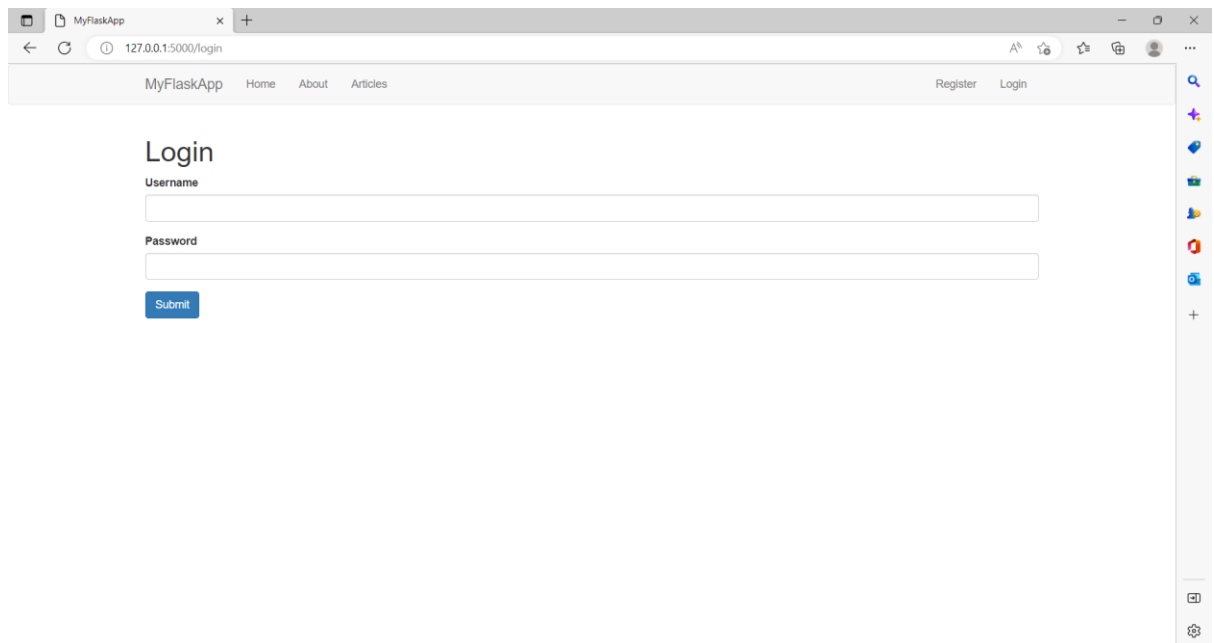 MyFlaskApp
127.0.0.1:5000/login
MyFlaskApp Home About Articles Register Login
Login
Username
Password
Submit